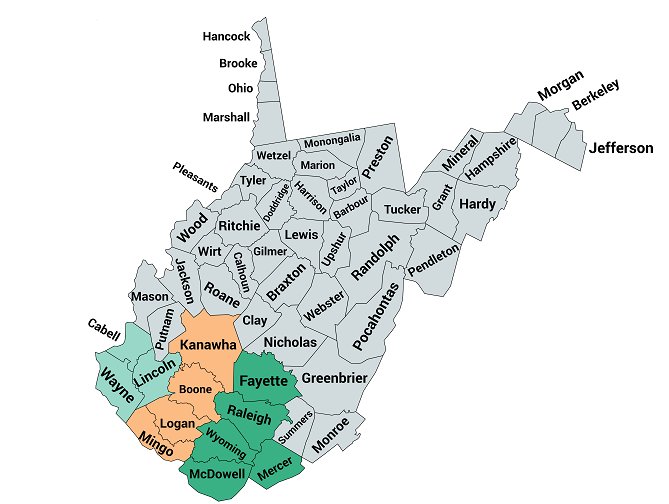 Hancock
Brooke
Ohio
Marshall
Morgan
Berkeley
Jefferson
Wetzel
Monongalia
Marion
Preston
Mineral
Hampshire
Pleasants
Tyler
Doddridge
Harrison
Taylor
Barbour
Tucker
Grant
Hardy
Wood
Ritchie
Lewis
Upshur
Randolph
Pendleton
Wirt
Calhoun
Gilmer
Jackson
Roane
Braxton
Webster
Pocahontas
Mason
Putnam
Clay
Nicholas
Cabell
Kanawha
Wayne
Lincoln
Boone
Fayette
Greenbrier
Logan
Raleigh
Summers
Monroe
Mingo
Wyoming
McDowell
Mercer